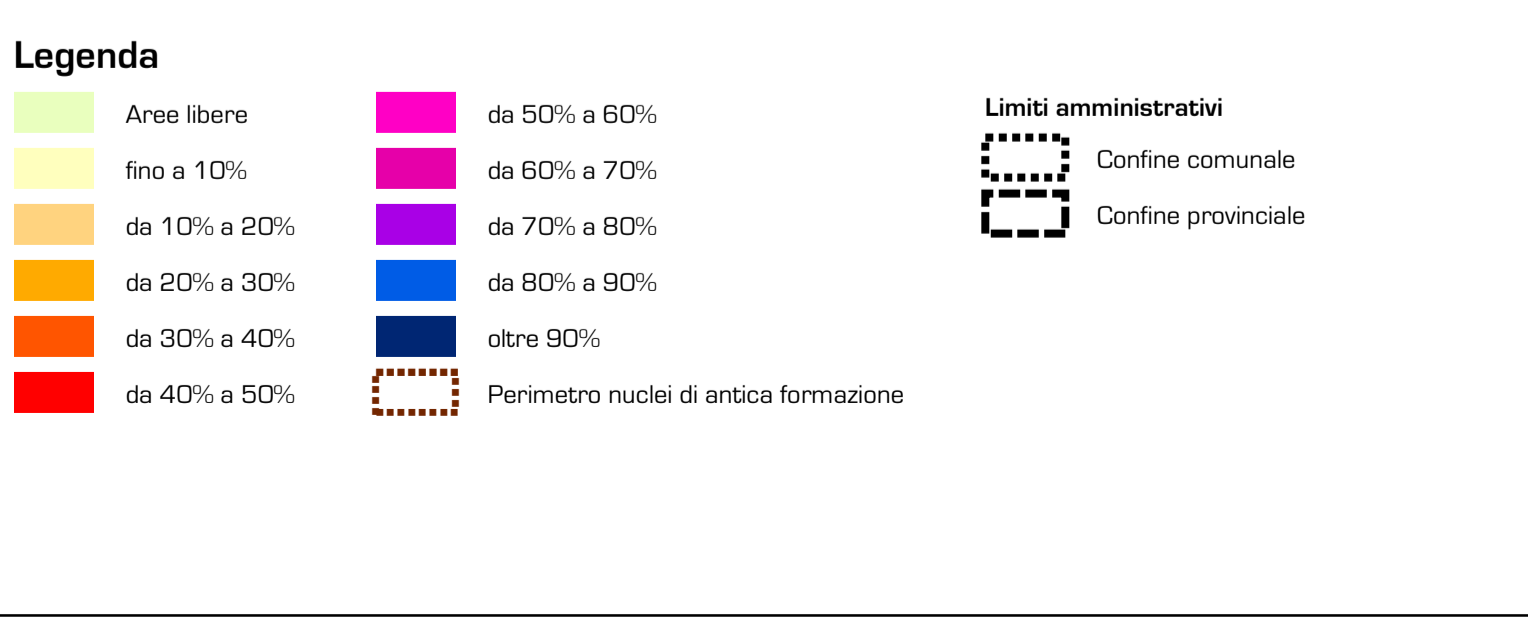 Legenda
Aree libere
fino a 10%
da 10% a 20%
da 20% a 30%
da 30% a 40%
da 40% a 50%
da 50% a 60%
da 60% a 70%
da 70% a 80%
da 80% a 90%
oltre 90%
Perimetro nuclei di antica formazione
Limiti amministrativi
Confine comunale
Confine provinciale